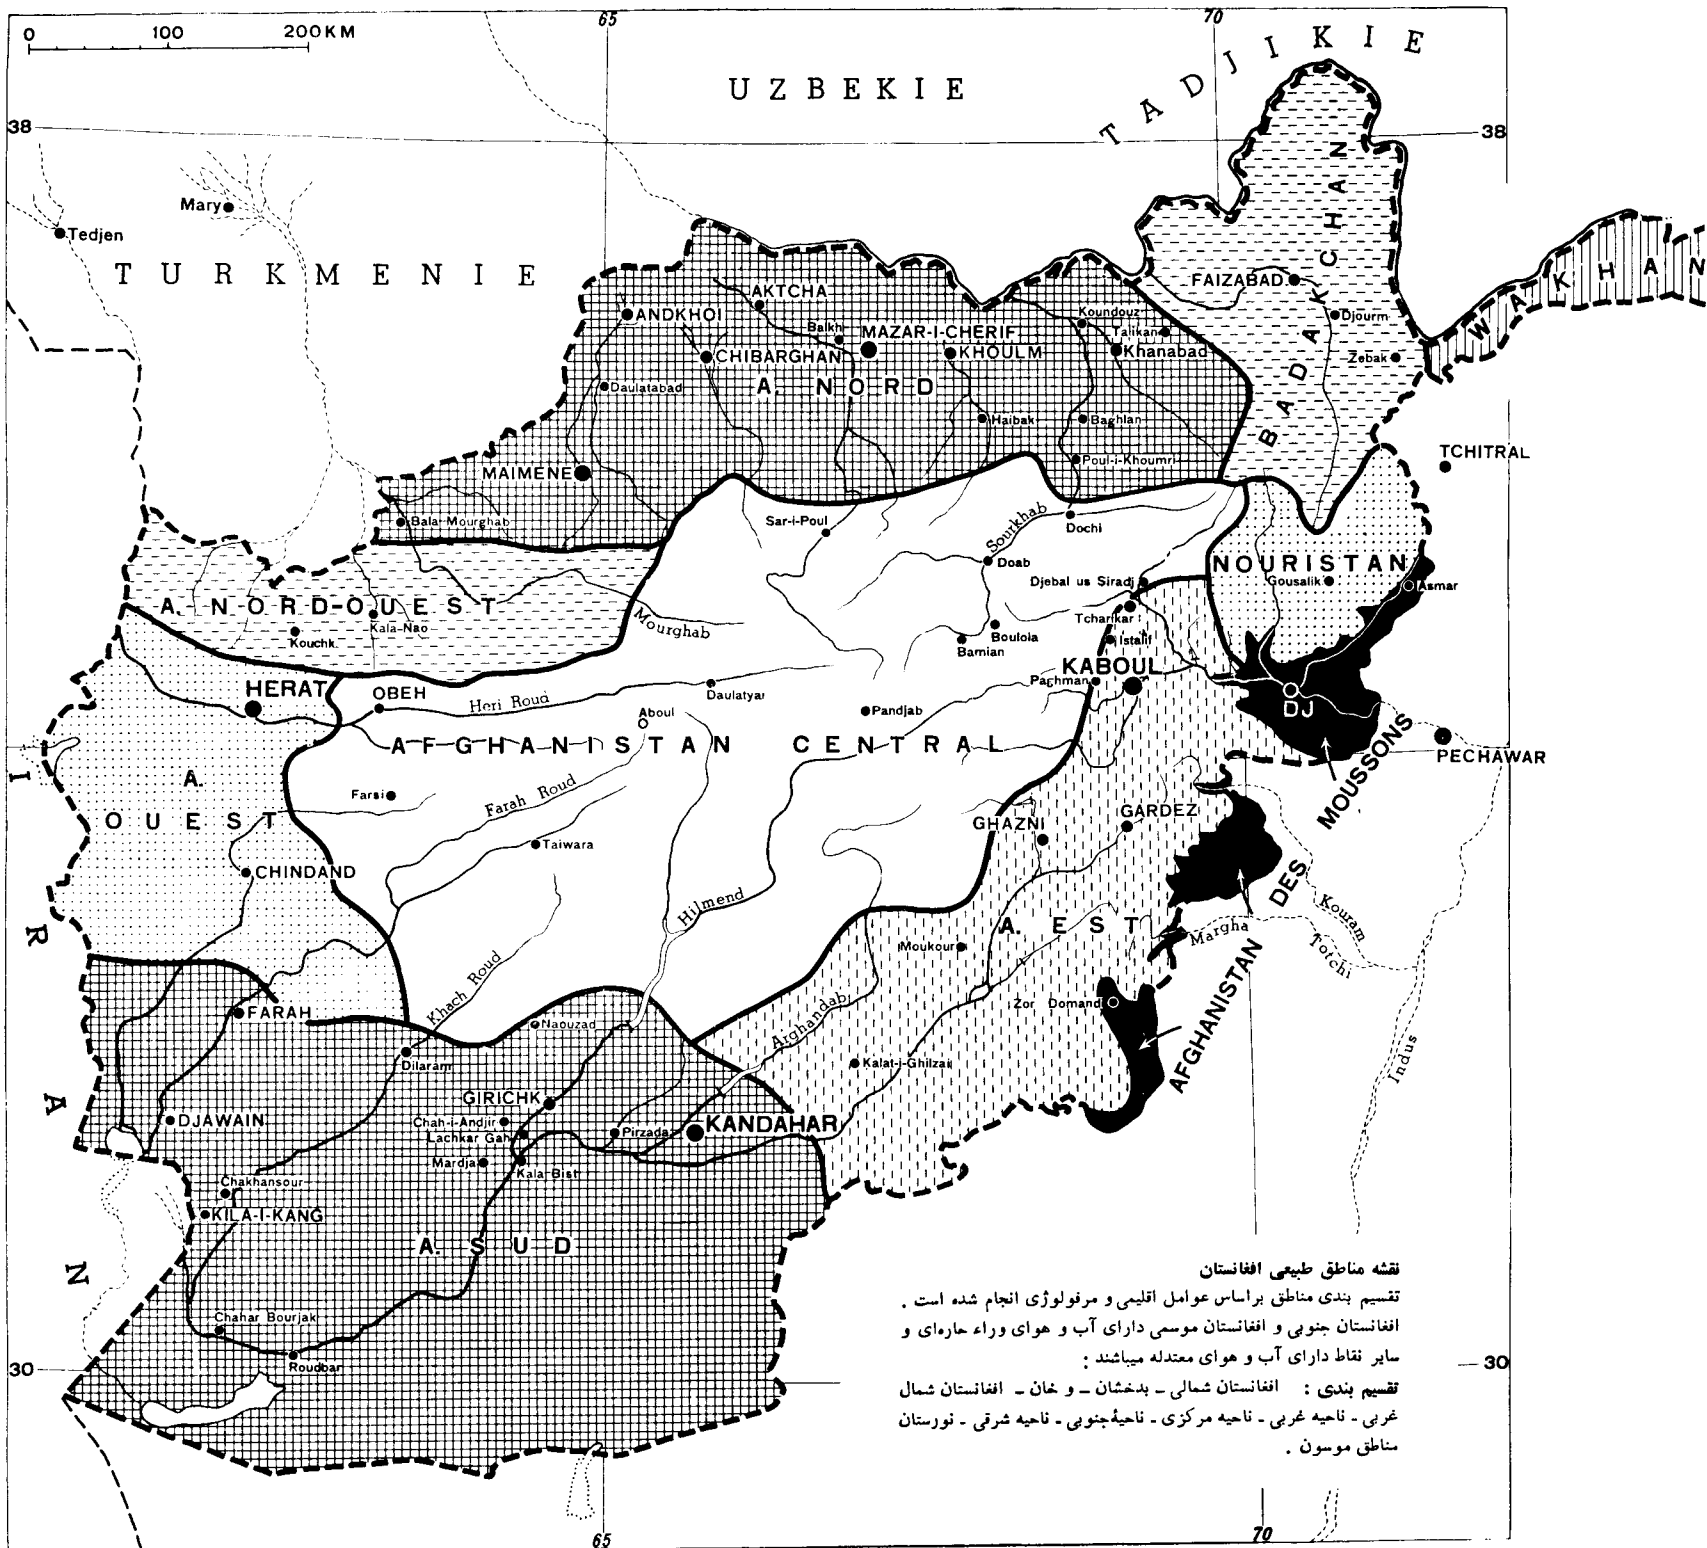 0 100 200 KM
65
70
UZBEKIE
TADJIKIE
38
38
Mary
Tedjen
TURKMENIE
WAKHAN
BADAKCHAN
FAIZABAD
Djourm
Zebak
AKTCHA
ANDKHOI
Balkh
MAZAR-I-CHERIF
Koundouz
Talikan
CHIBARGHAN
KHOULM
Khanabad
Daulatabad
A. NORD
Haibak
Baghlan
TCHITRAL
MAIMENE
Poul-i-Khoumri
Bala-Mourghab
Sar-i-Poul
Sourkhab
Dochi
Doab
NOURISTAN
Gousalik
Asmar
Djebal us Siradj
A. NORD-OUEST
Kala-Nao
Kouchk
Mourghab
Tcharikar
Istalif
Bouloia
Bamian
KABOUL
Paghman
HERAT
OBEH
Heri Roud
Daulatyar
Aboul
Pandjab
DJ
AFGHANISTAN CENTRAL
PECHAWAR
I R A N
A. OUEST
Farsi
Farah Roud
Taiwara
GHAZNI
GARDEZ
AFGHANISTAN DES MOUSSONS
CHINDAND
Hilmend
A. EST
Moukour
Margha
Kouram
Totchi
Khach Roud
Zor Domand
FARAH
Naouzad
Arghandab
Dilaram
Kalat-i-Ghilzai
Indus
GIRICHK
DJAWAIN
Chah-i-Andjir
Lachkar Gah
Pirzada
KANDAHAR
Mardja
Kala-Bist
Chakhansour
KILA-I-KANG
A. SUD
Chahar Bourjak
Roudbar
30
30
نقشه مناطق طبیعی افغانستان
تقسیم بندی مناطق براساس عوامل اقلیمی و مرفولوژی انجام شده است .
افغانستان جنوبی و افغانستان موسمی دارای آب و هوای وراء حاره‌ای و
سایر نقاط دارای آب و هوای معتدله میباشند :
تقسیم بندی : افغانستان شمالی ـ بدخشان ـ و خان ـ افغانستان شمال
غربی ـ ناحیه غربی ـ ناحیه مرکزی ـ ناحیهٔ جنوبی ـ ناحیه شرقی ـ نورستان
مناطق موسون .
65
70